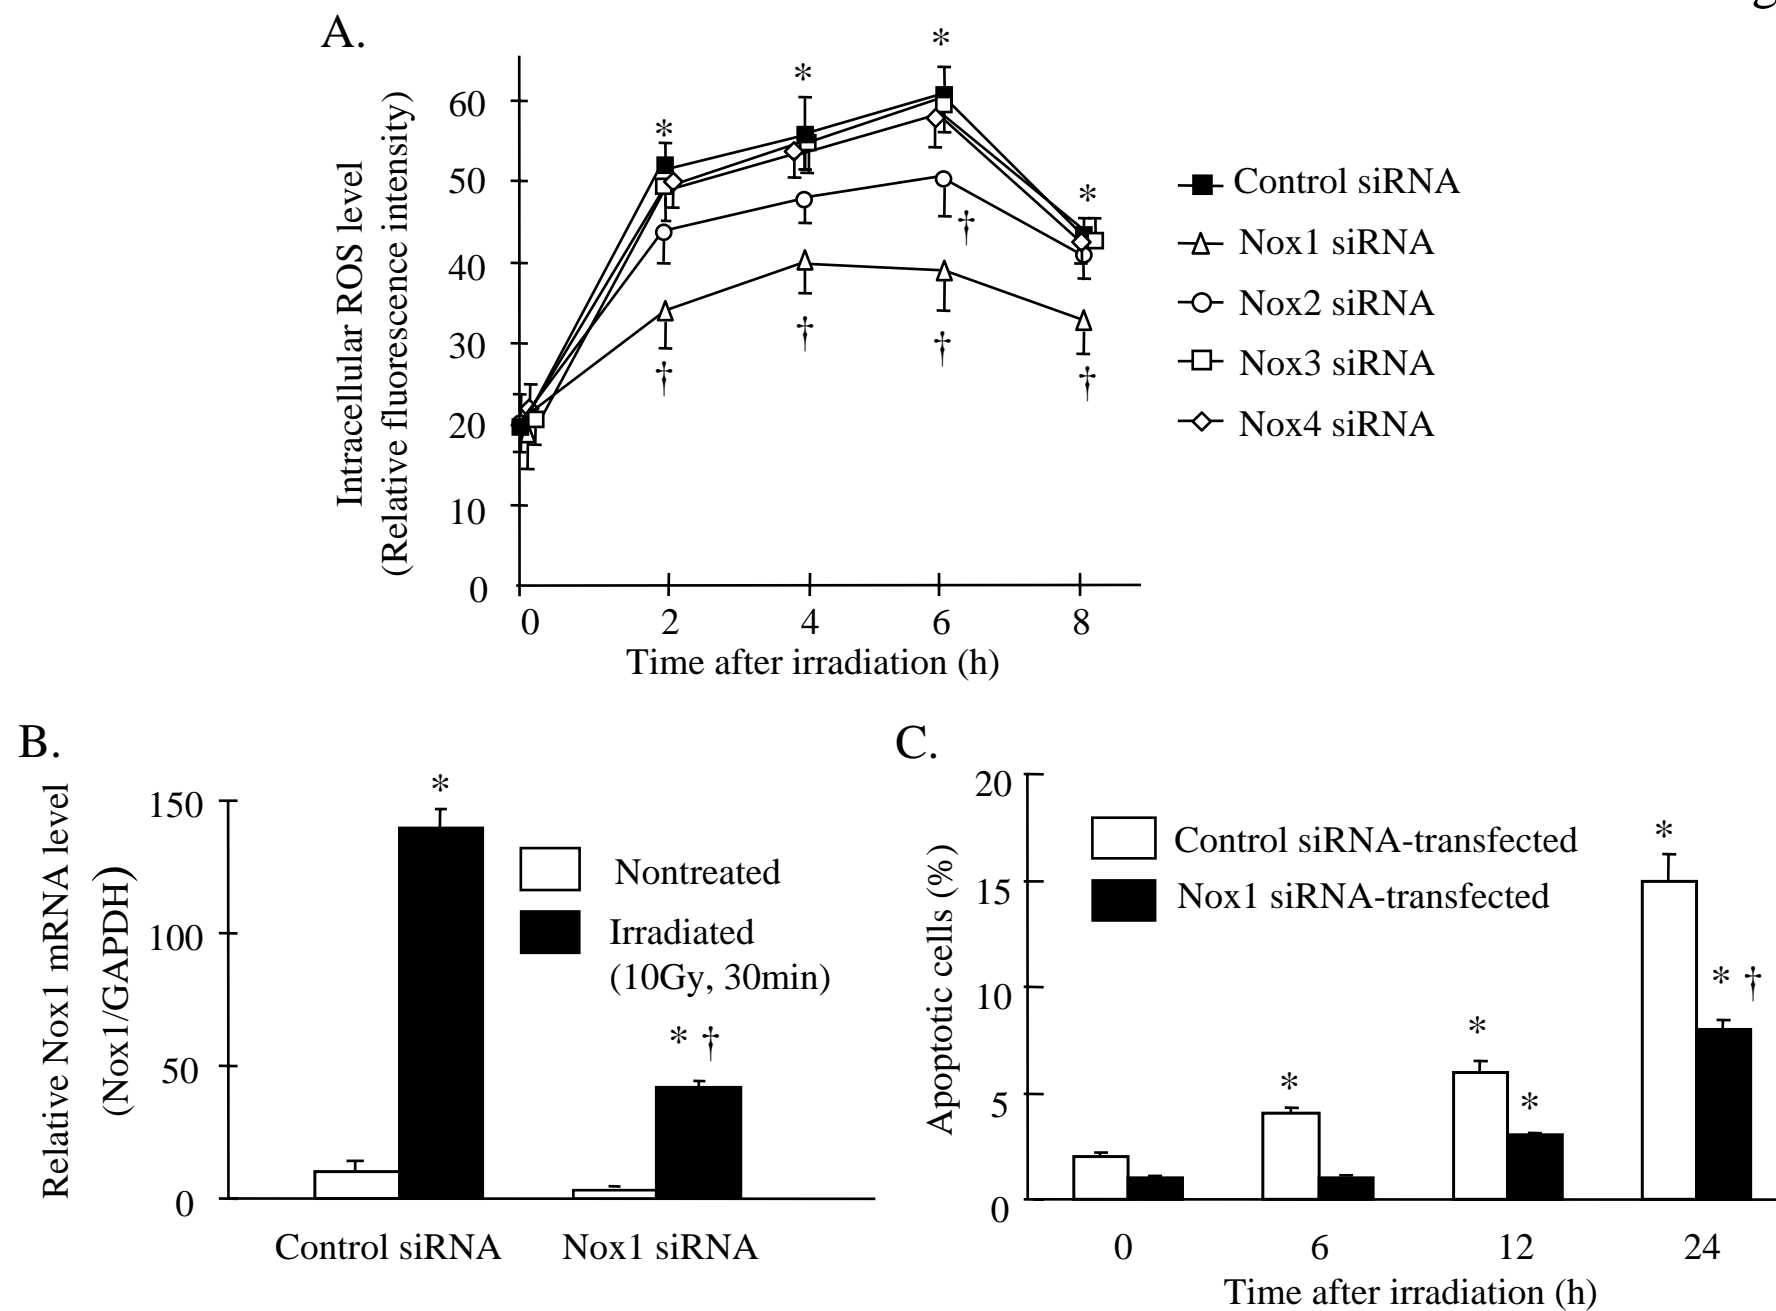 A.
Intracellular ROS level
(Relative fluorescence intensity)
60
50
40
30
20
10
0
* * * *
† † † † †
0 2 4 6 8
Time after irradiation (h)
Control siRNA
Nox1 siRNA
Nox2 siRNA
Nox3 siRNA
Nox4 siRNA
B.
Relative Nox1 mRNA level
(Nox1/GAPDH)
150
100
50
0
*
* †
Nontreated
Irradiated
(10Gy, 30min)
Control siRNA Nox1 siRNA
C.
Apoptotic cells (%)
20
15
10
5
0
Control siRNA-transfected
Nox1 siRNA-transfected
* * * * * †
0 6 12 24
Time after irradiation (h)